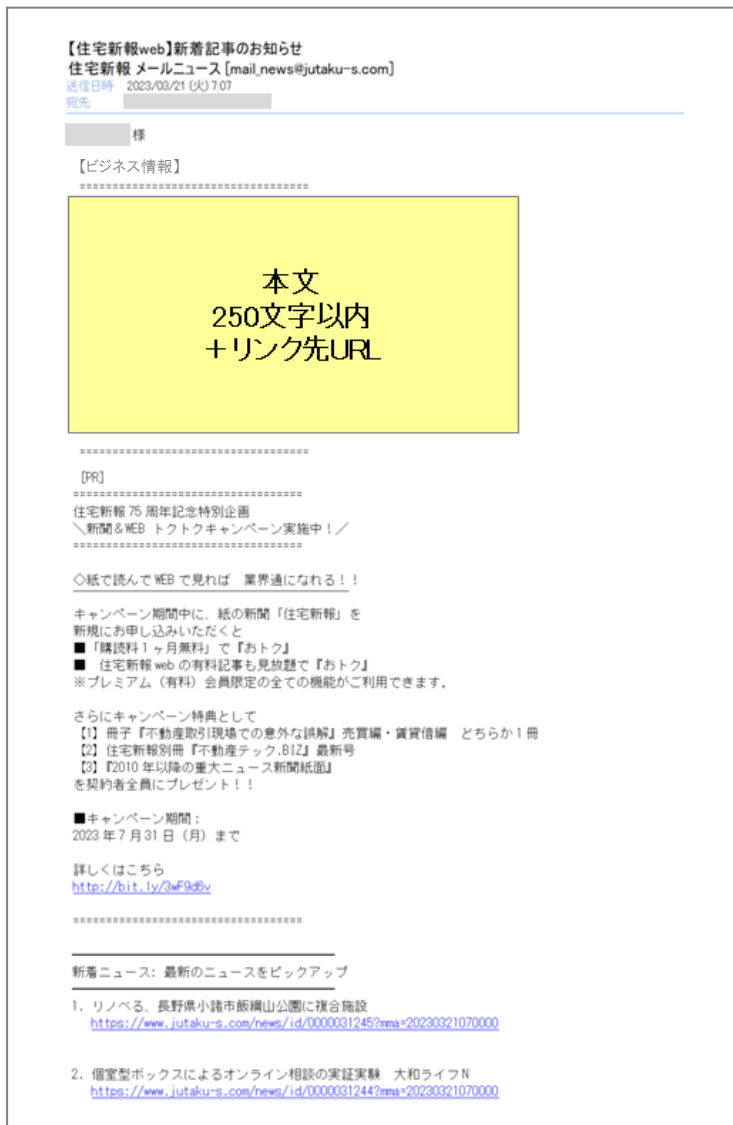 【住宅新報web】新着記事のお知らせ
住宅新報 メールニュース [mail_news@jutaku-s.com]
送信日時: 2023/03/21 (火) 7:07
宛先:
様
【ビジネス情報】
===================================
本文
250文字以内
＋リンク先URL
===================================
[PR]
===================================
住宅新報 75 周年記念特別企画
＼新聞＆WEB トクトクキャンペーン実施中！／
===================================
◇紙で読んで WEB で見れば　業界通になれる！！
キャンペーン期間中に、紙の新聞「住宅新報」を
新規にお申し込みいただくと
■「購読料１ヶ月無料」で『おトク』
■ 住宅新報 web の有料記事も見放題で『おトク』
※プレミアム（有料）会員限定の全ての機能がご利用できます。
さらにキャンペーン特典として
【1】冊子『不動産取引現場での意外な誤解』売買編・賃貸借編　どちらか１冊
【2】住宅新報別冊『不動産テック.BIZ』最新号
【3】『2010 年以降の重大ニュース新聞紙面』
を契約者全員にプレゼント！！
■キャンペーン期間：
2023 年 7 月 31 日（月）まで
詳しくはこちら
http://bit.ly/3wF9d6v
===================================
新着ニュース: 最新のニュースをピックアップ
1. リノベる、長野県小諸市飯綱山公園に複合施設
https://www.jutaku-s.com/news/id/0000031245?mma=20230321070000
2. 個室型ボックスによるオンライン相談の実証実験　大和ライフN
https://www.jutaku-s.com/news/id/0000031244?mma=20230321070000